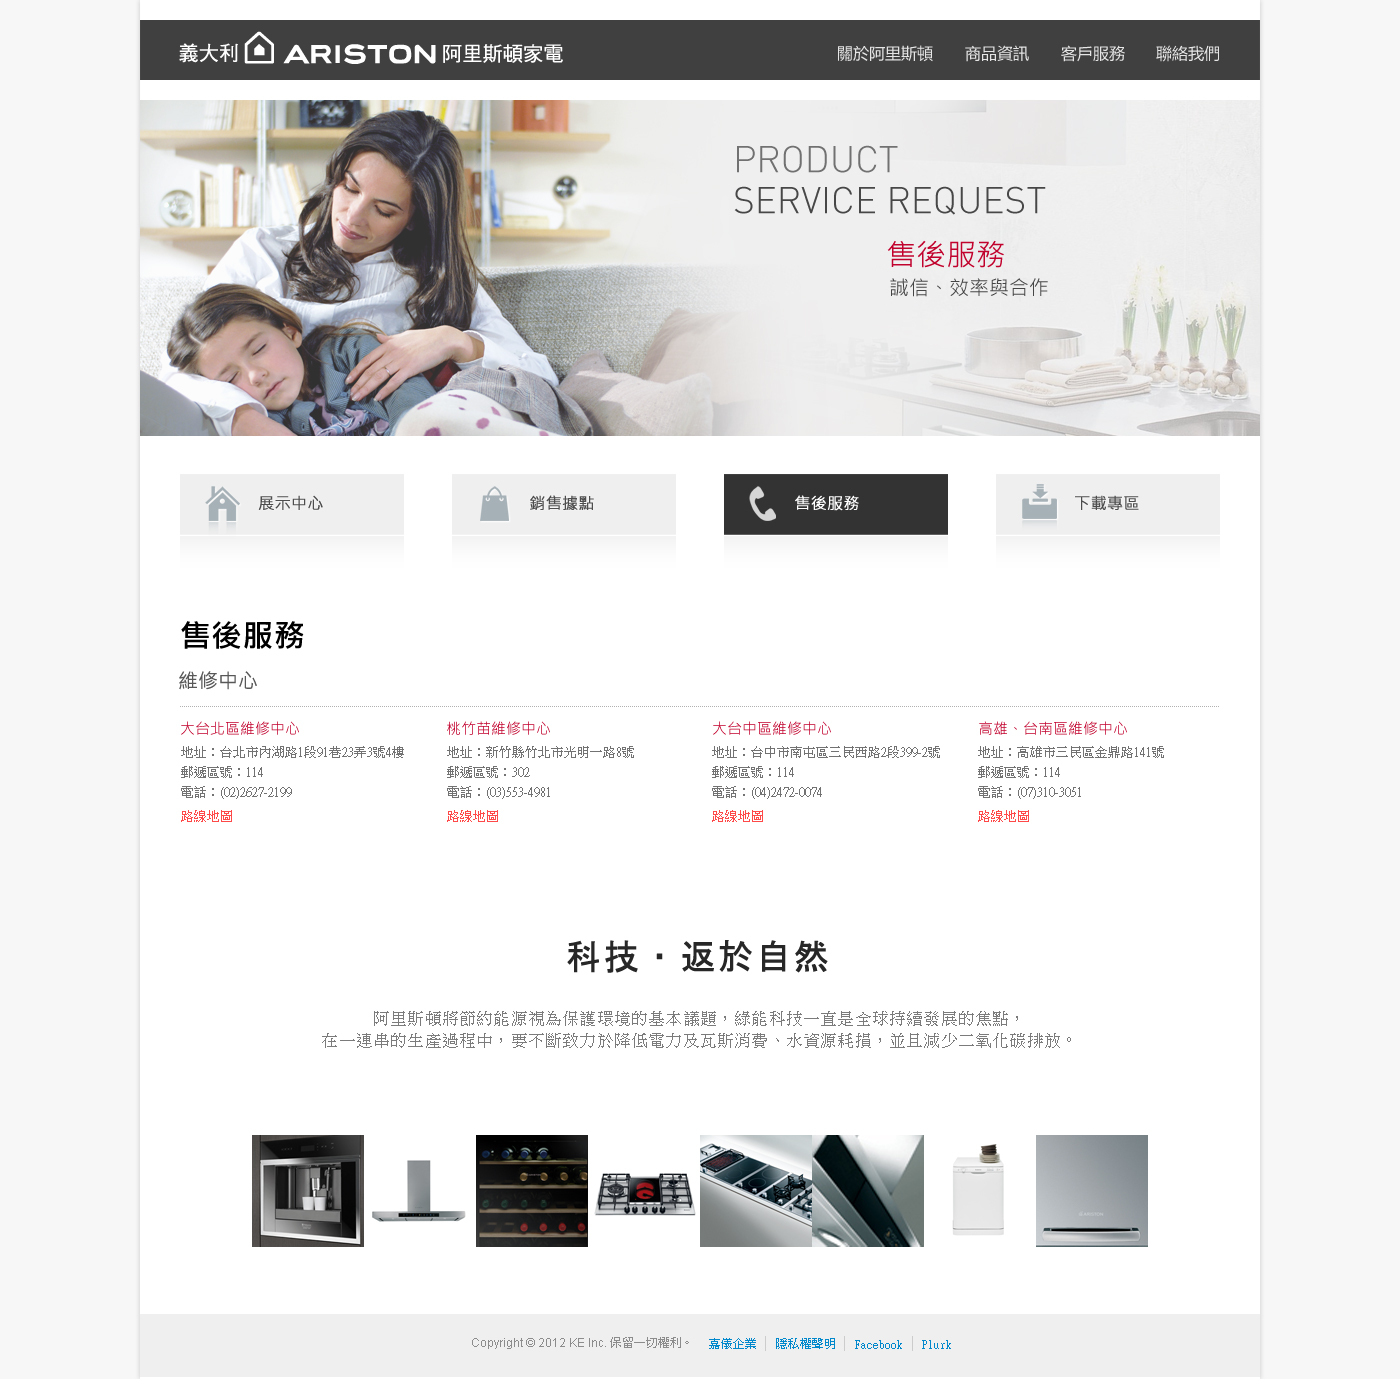 義大利 ARISTON 阿里斯頓家電
關於阿里斯頓 商品資訊 客戶服務 聯絡我們
PRODUCT
SERVICE REQUEST
售後服務
誠信、效率與合作
展示中心 銷售據點 售後服務 下載專區
售後服務
維修中心
大台北區維修中心
地址：台北市內湖路1段91巷23弄3號4樓
郵遞區號：114
電話：(02)2627-2199
路線地圖
桃竹苗維修中心
地址：新竹縣竹北市光明一路8號
郵遞區號：302
電話：(03)553-4981
路線地圖
大台中區維修中心
地址：台中市南屯區三民西路2段399-2號
郵遞區號：114
電話：(04)2472-0074
路線地圖
高雄、台南區維修中心
地址：高雄市三民區金鼎路141號
郵遞區號：114
電話：(07)310-3051
路線地圖
科技・返於自然
阿里斯頓將節約能源視為保護環境的基本議題，綠能科技一直是全球持續發展的焦點，
在一連串的生產過程中，要不斷致力於降低電力及瓦斯消費、水資源耗損，並且減少二氧化碳排放。
ARISTON
Copyright © 2012 KE Inc. 保留一切權利。 嘉儀企業 隱私權聲明 Facebook Plurk